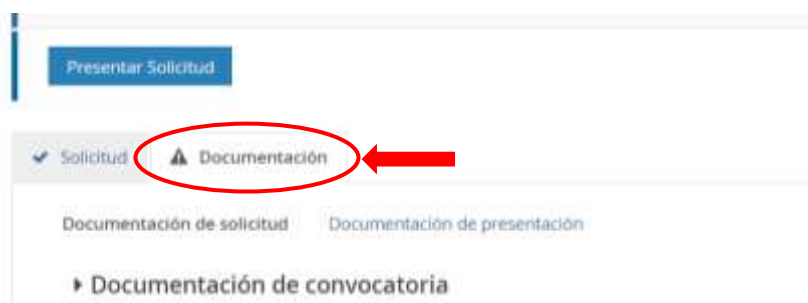 Presentar Solicitud
Solicitud Documentación
Documentación de solicitud Documentación de presentación
Documentación de convocatoria